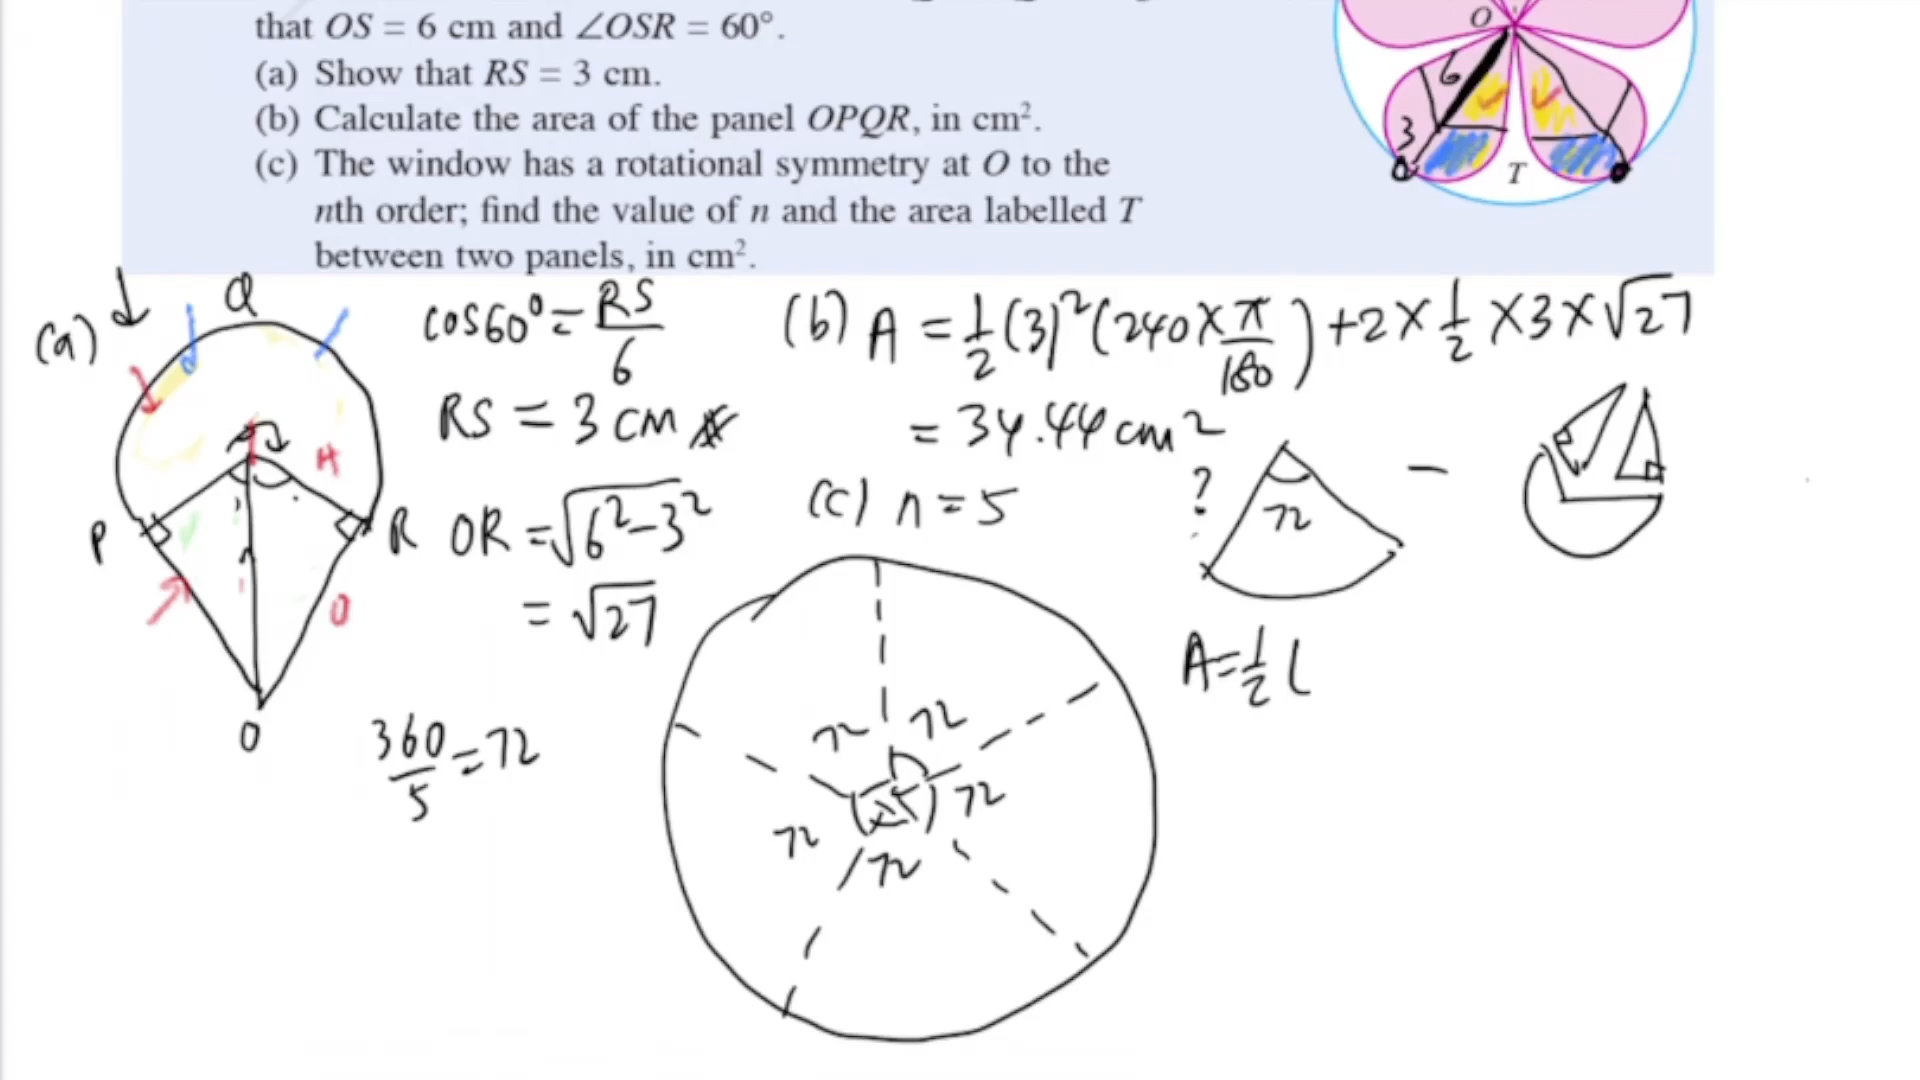 that OS = 6 cm and ∠OSR = 60°.
(a) Show that RS = 3 cm.
(b) Calculate the area of the panel OPQR, in cm².
(c) The window has a rotational symmetry at O to the
nth order; find the value of n and the area labelled T
between two panels, in cm².
O
6
3
Q
T
(a)
Q
P
R
H
O
O
cos60° = RS/6
RS = 3 cm
OR = √6²-3²
= √27
360/5 = 72
(b) A = 1/2 (3)² (240 × π/180) + 2 × 1/2 × 3 × √27
= 34.44 cm²
(c) n = 5
72 72
72 (×5) 72
72
?
72
−
A = 1/2 (